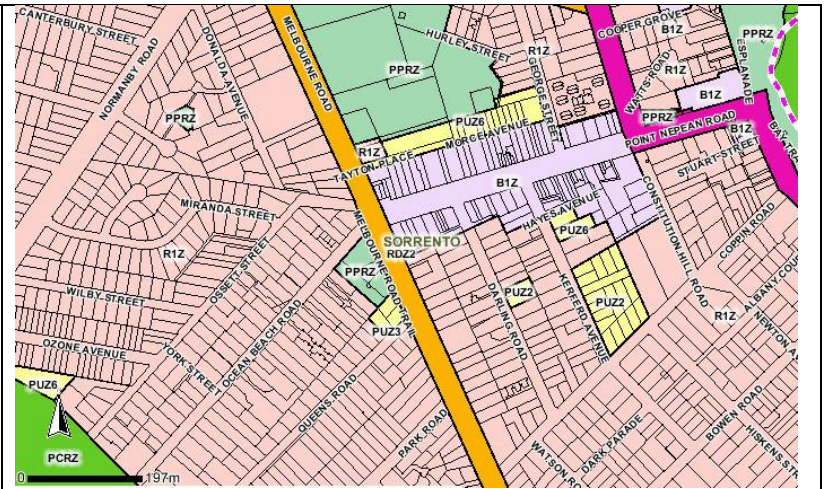 CANTERBURY STREET
NORMANBY ROAD
DONALDA AVENUE
MELBOURNE ROAD
HURLEY STREET
R1Z
GEORGE STREET
COOPER GROVE
B1Z
ESPLANADE
PPRZ
PPRZ
R1Z
WATTS ROAD
B1Z
PPRZ
PUZ6
PPRZ
POINT NEPEAN ROAD
B1Z
R1Z
MORCE AVENUE
TAYTON PLACE
STUART STREET
B1Z
MIRANDA STREET
HAYES AVENUE
CONSTITUTION HILL ROAD
COPPIN ROAD
PUZ6
SORRENTO
RDZ2
R1Z
OSSETT STREET
PPRZ
MELBOURNE ROAD TRAIL
PUZ2
DARLING ROAD
KEREERD AVENUE
PUZ2
WILBY STREET
R1Z
PUZ3
OCEAN BEACH ROAD
YORK STREET
OZONE AVENUE
QUEENS ROAD
PUZ6
PARK ROAD
BOWEN ROAD
DARK PARADE
PCRZ
0 197m